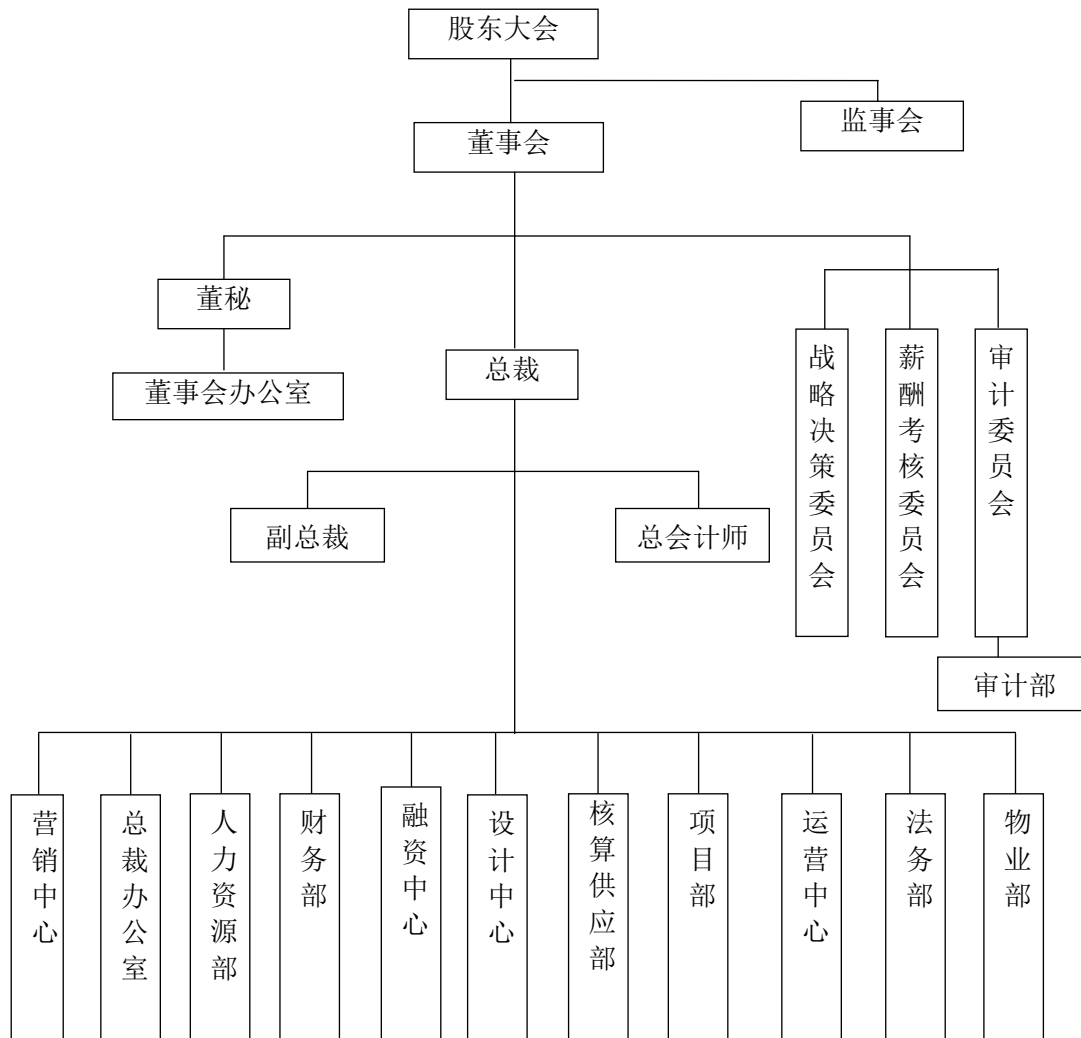 股东大会
监事会
董事会
董秘
董事会办公室
总裁
战略决策委员会
薪酬考核委员会
审计委员会
副总裁
总会计师
审计部
营销中心
总裁办公室
人力资源部
财务部
融资中心
设计中心
核算供应部
项目部
运营中心
法务部
物业部